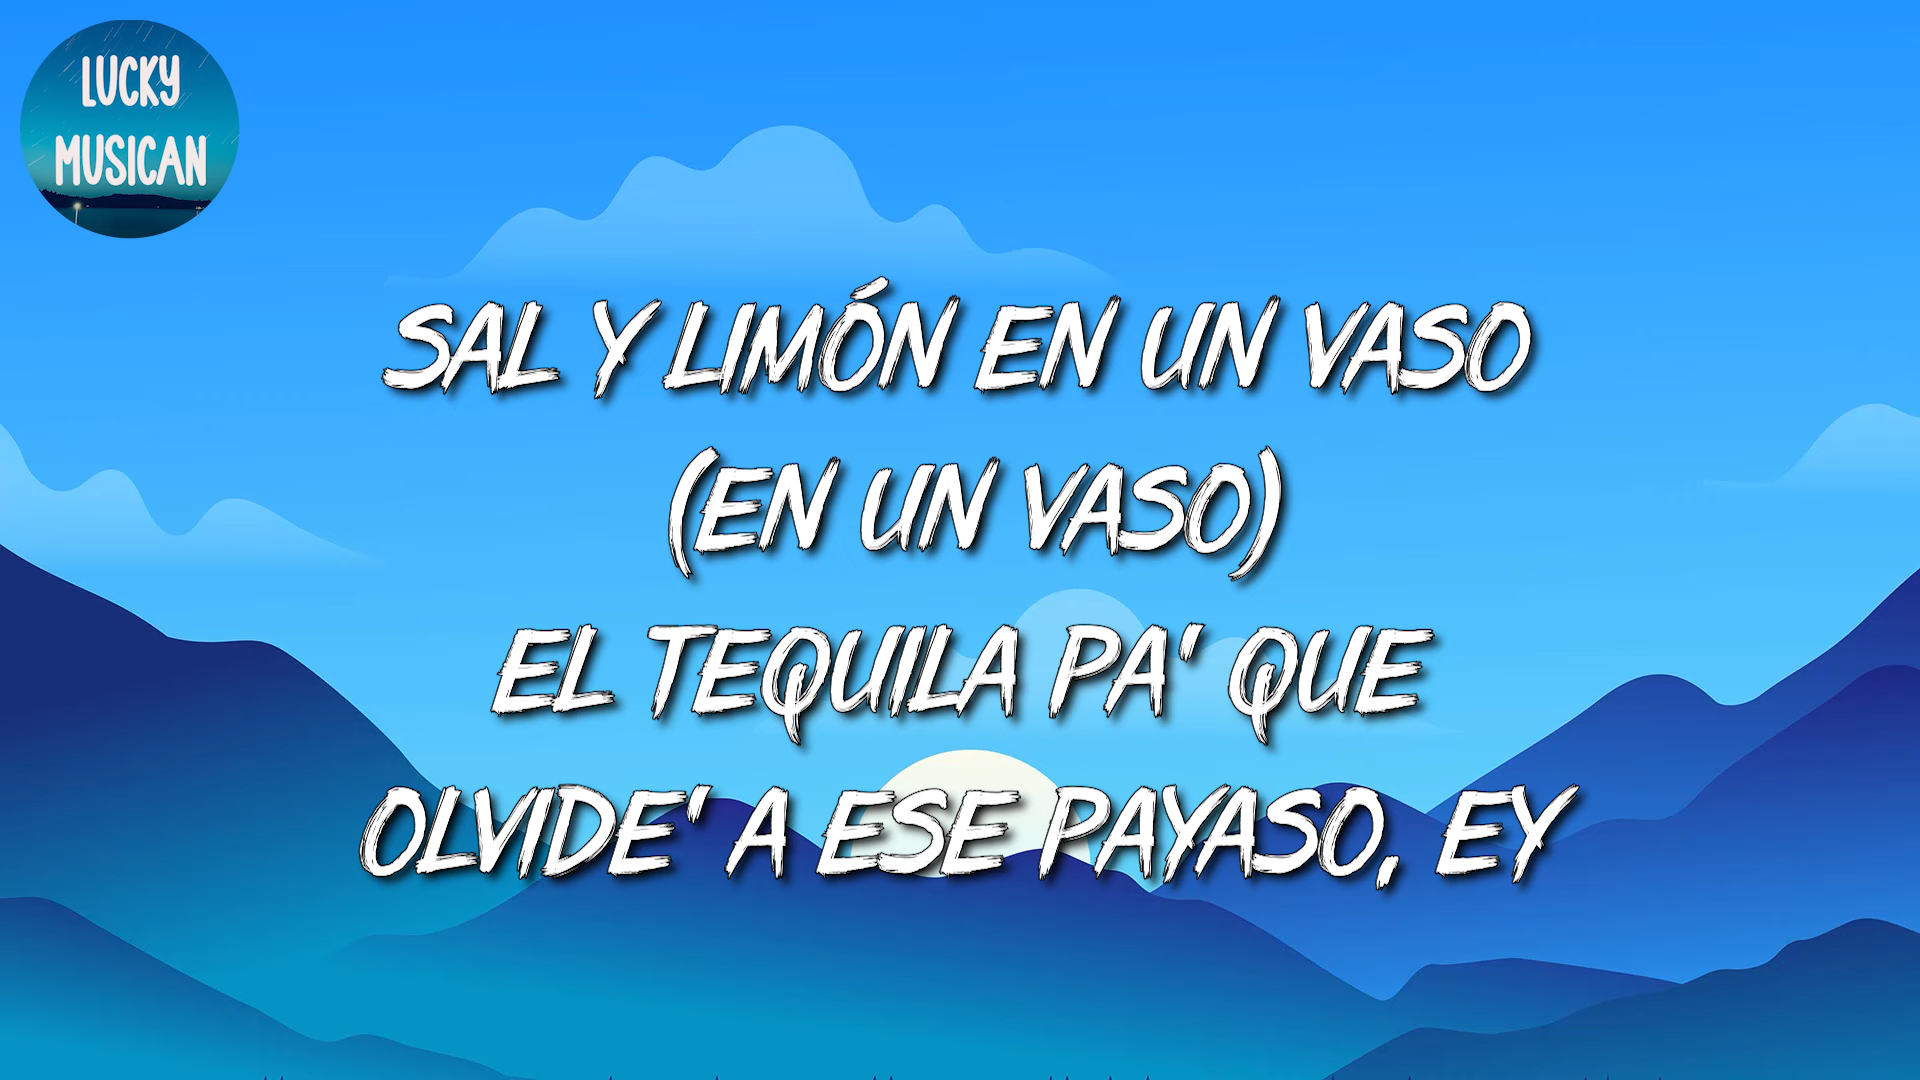 LUCKY
MUSICAN
SAL Y LIMÓN EN UN VASO
(EN UN VASO)
EL TEQUILA PA' QUE
OLVIDE' A ESE PAYASO, EY